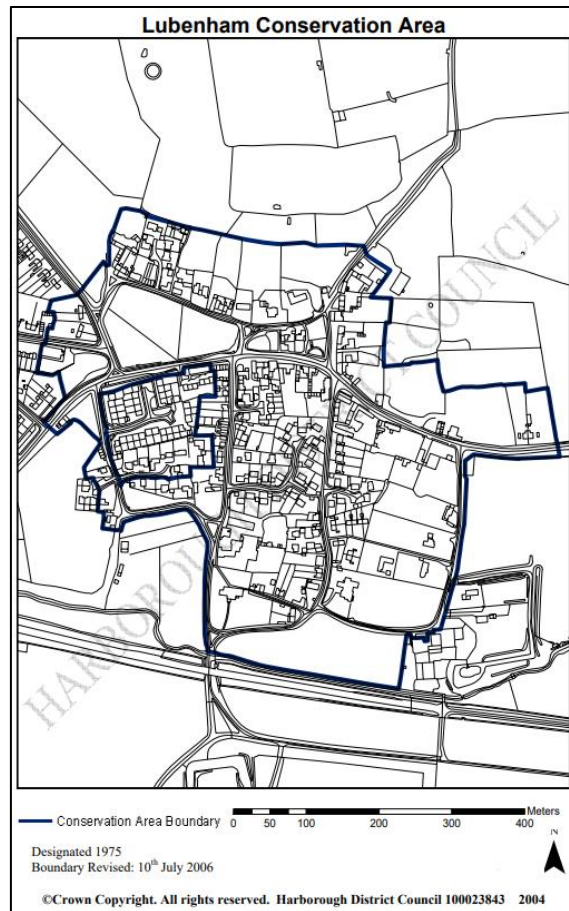 Lubenham Conservation Area
HARBOROUGH DISTRICT COUNCIL
Conservation Area Boundary
Meters
0 50 100 200 300 400
N
Designated 1975
Boundary Revised: 10th July 2006
©Crown Copyright. All rights reserved. Harborough District Council 100023843 2004